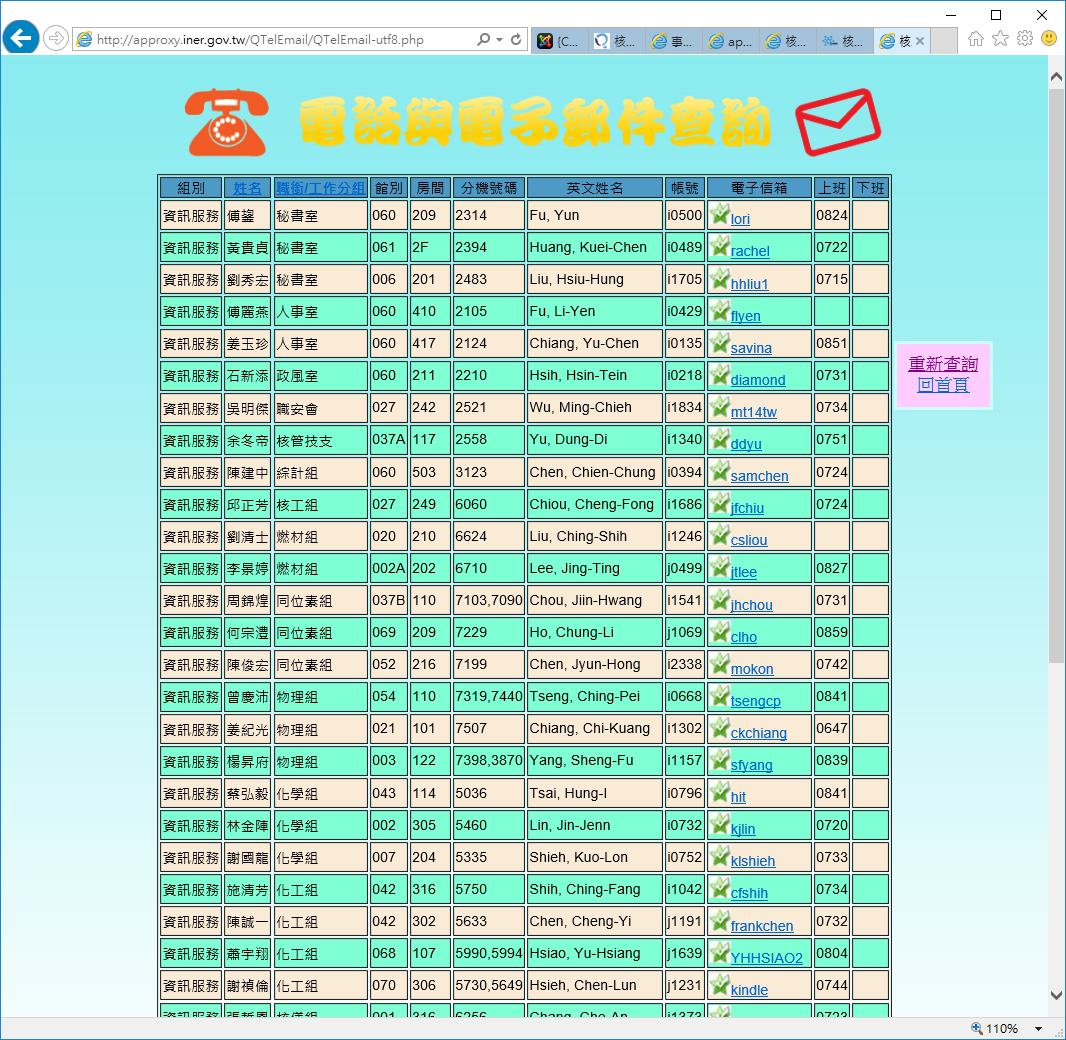 http://approxy.iner.gov.tw/QTelEmail/QTelEmail-utf8.php [C... 核... 事... ap... 核... 核... 核
電話與電子郵件查詢
組別 姓名 職銜/工作分組 館別 房間 分機號碼 英文姓名 帳號 電子信箱 上班 下班
資訊服務 傅鋆 秘書室 060 209 2314 Fu, Yun i0500 lori 0824
資訊服務 黃貴貞 秘書室 061 2F 2394 Huang, Kuei-Chen i0489 rachel 0722
資訊服務 劉秀宏 秘書室 006 201 2483 Liu, Hsiu-Hung i1705 hhliu1 0715
資訊服務 傅麗燕 人事室 060 410 2105 Fu, Li-Yen i0429 flyen
資訊服務 姜玉珍 人事室 060 417 2124 Chiang, Yu-Chen i0135 savina 0851
重新查詢
資訊服務 石新添 政風室 060 211 2210 Hsih, Hsin-Tein i0218 diamond 0731
回首頁
資訊服務 吳明傑 職安會 027 242 2521 Wu, Ming-Chieh i1834 mt14tw 0734
資訊服務 余冬帝 核管技支 037A 117 2558 Yu, Dung-Di i1340 ddyu 0751
資訊服務 陳建中 綜計組 060 503 3123 Chen, Chien-Chung i0394 samchen 0724
資訊服務 邱正芳 核工組 027 249 6060 Chiou, Cheng-Fong i1686 jfchiu 0724
資訊服務 劉清士 燃材組 020 210 6624 Liu, Ching-Shih i1246 csliou
資訊服務 李景婷 燃材組 002A 202 6710 Lee, Jing-Ting j0499 jtlee 0827
資訊服務 周錦煌 同位素組 037B 110 7103,7090 Chou, Jiin-Hwang i1541 jhchou 0731
資訊服務 何宗澧 同位素組 069 209 7229 Ho, Chung-Li j1069 clho 0859
資訊服務 陳俊宏 同位素組 052 216 7199 Chen, Jyun-Hong i2338 mokon 0742
資訊服務 曾慶沛 物理組 054 110 7319,7440 Tseng, Ching-Pei i0668 tsengcp 0841
資訊服務 姜紀光 物理組 021 101 7507 Chiang, Chi-Kuang i1302 ckchiang 0647
資訊服務 楊昇府 物理組 003 122 7398,3870 Yang, Sheng-Fu i1157 sfyang 0839
資訊服務 蔡弘毅 化學組 043 114 5036 Tsai, Hung-I i0796 hit 0841
資訊服務 林金陣 化學組 002 305 5460 Lin, Jin-Jenn i0732 kjlin 0720
資訊服務 謝國龍 化學組 007 204 5335 Shieh, Kuo-Lon i0752 klshieh 0733
資訊服務 施清芳 化工組 042 316 5750 Shih, Ching-Fang i1042 cfshih 0734
資訊服務 陳誠一 化工組 042 302 5633 Chen, Cheng-Yi j1191 frankchen 0732
資訊服務 蕭宇翔 化工組 068 107 5990,5994 Hsiao, Yu-Hsiang j1639 YHHSIAO2 0804
資訊服務 謝禎倫 化工組 070 306 5730,5649 Hsieh, Chen-Lun j1231 kindle 0744
資訊服務 核儀組 001 316 6256
110%